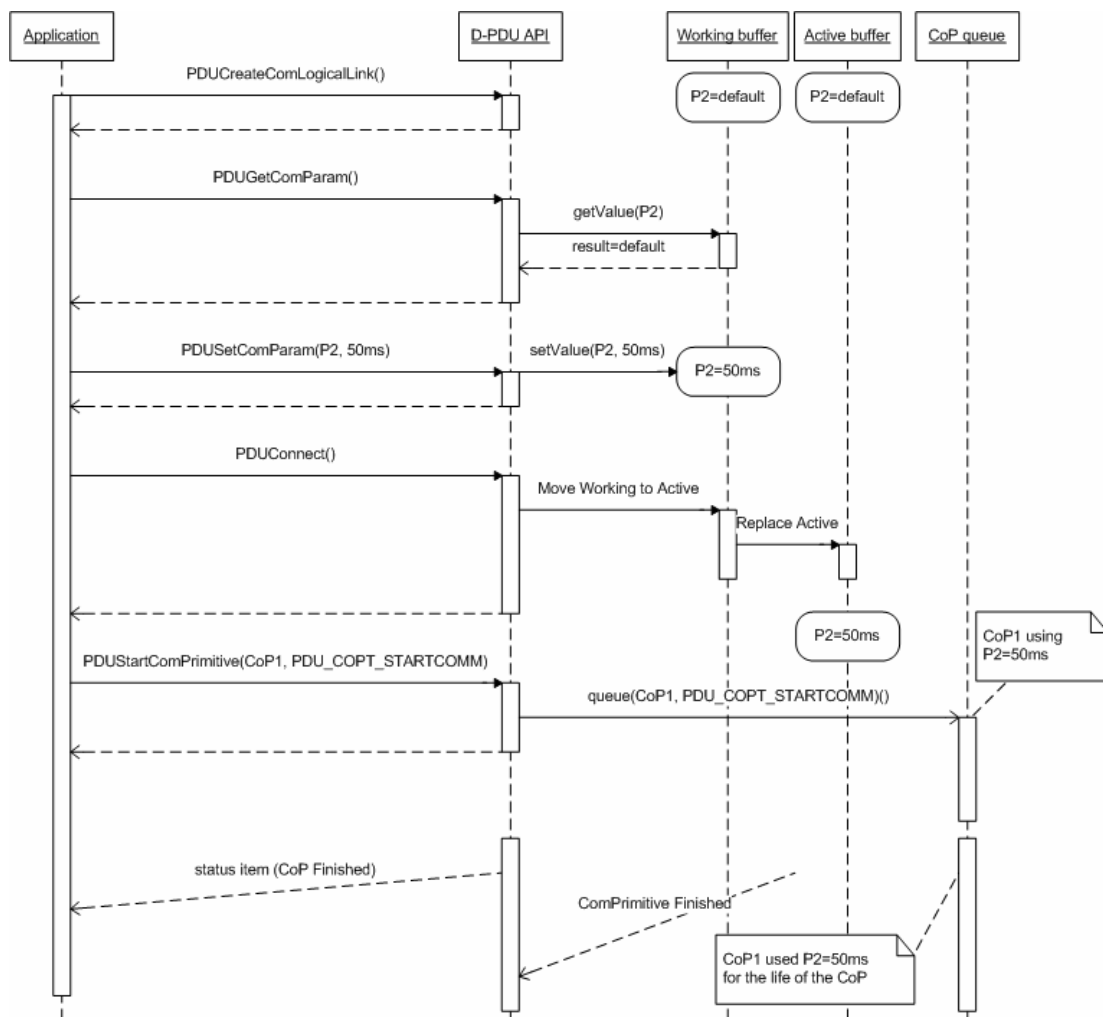 Application
D-PDU API
Working buffer
Active buffer
CoP queue
PDUCreateComLogicalLink()
P2=default
P2=default
PDUGetComParam()
getValue(P2)
result=default
PDUSetComParam(P2, 50ms)
setValue(P2, 50ms)
P2=50ms
PDUConnect()
Move Working to Active
Replace Active
P2=50ms
CoP1 using
P2=50ms
PDUStartComPrimitive(CoP1, PDU_COPT_STARTCOMM)
queue(CoP1, PDU_COPT_STARTCOMM)()
status item (CoP Finished)
ComPrimitive Finished
CoP1 used P2=50ms
for the life of the CoP